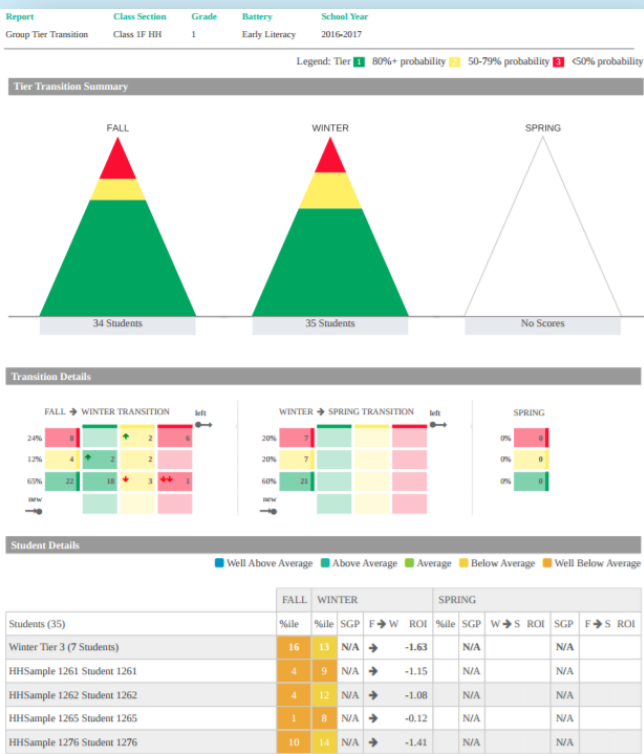 Report Class Section Grade Battery School Year
Group Tier Transition Class 1F HH 1 Early Literacy 2016-2017
Legend: Tier 1 80%+ probability 2 50-79% probability 3 <50% probability
Tier Transition Summary
FALL WINTER SPRING
34 Students 35 Students No Scores
Transition Details
FALL → WINTER TRANSITION left WINTER → SPRING TRANSITION left SPRING
24% 8 2 6 20% 7 0% 0
12% 4 2 2 20% 7 0% 0
65% 22 18 3 1 60% 21 0% 0
new new
Student Details
Well Above Average Above Average Average Below Average Well Below Average
FALL WINTER SPRING
Students (35) %ile %ile SGP F → W ROI %ile SGP W → S ROI SGP F → S ROI
Winter Tier 3 (7 Students) 16 13 N/A → -1.63 N/A N/A
HHSample 1261 Student 1261 4 9 N/A → -1.15 N/A N/A
HHSample 1262 Student 1262 4 12 N/A → -1.08 N/A N/A
HHSample 1265 Student 1265 1 8 N/A → -0.12 N/A N/A
HHSample 1276 Student 1276 10 14 N/A → -1.41 N/A N/A